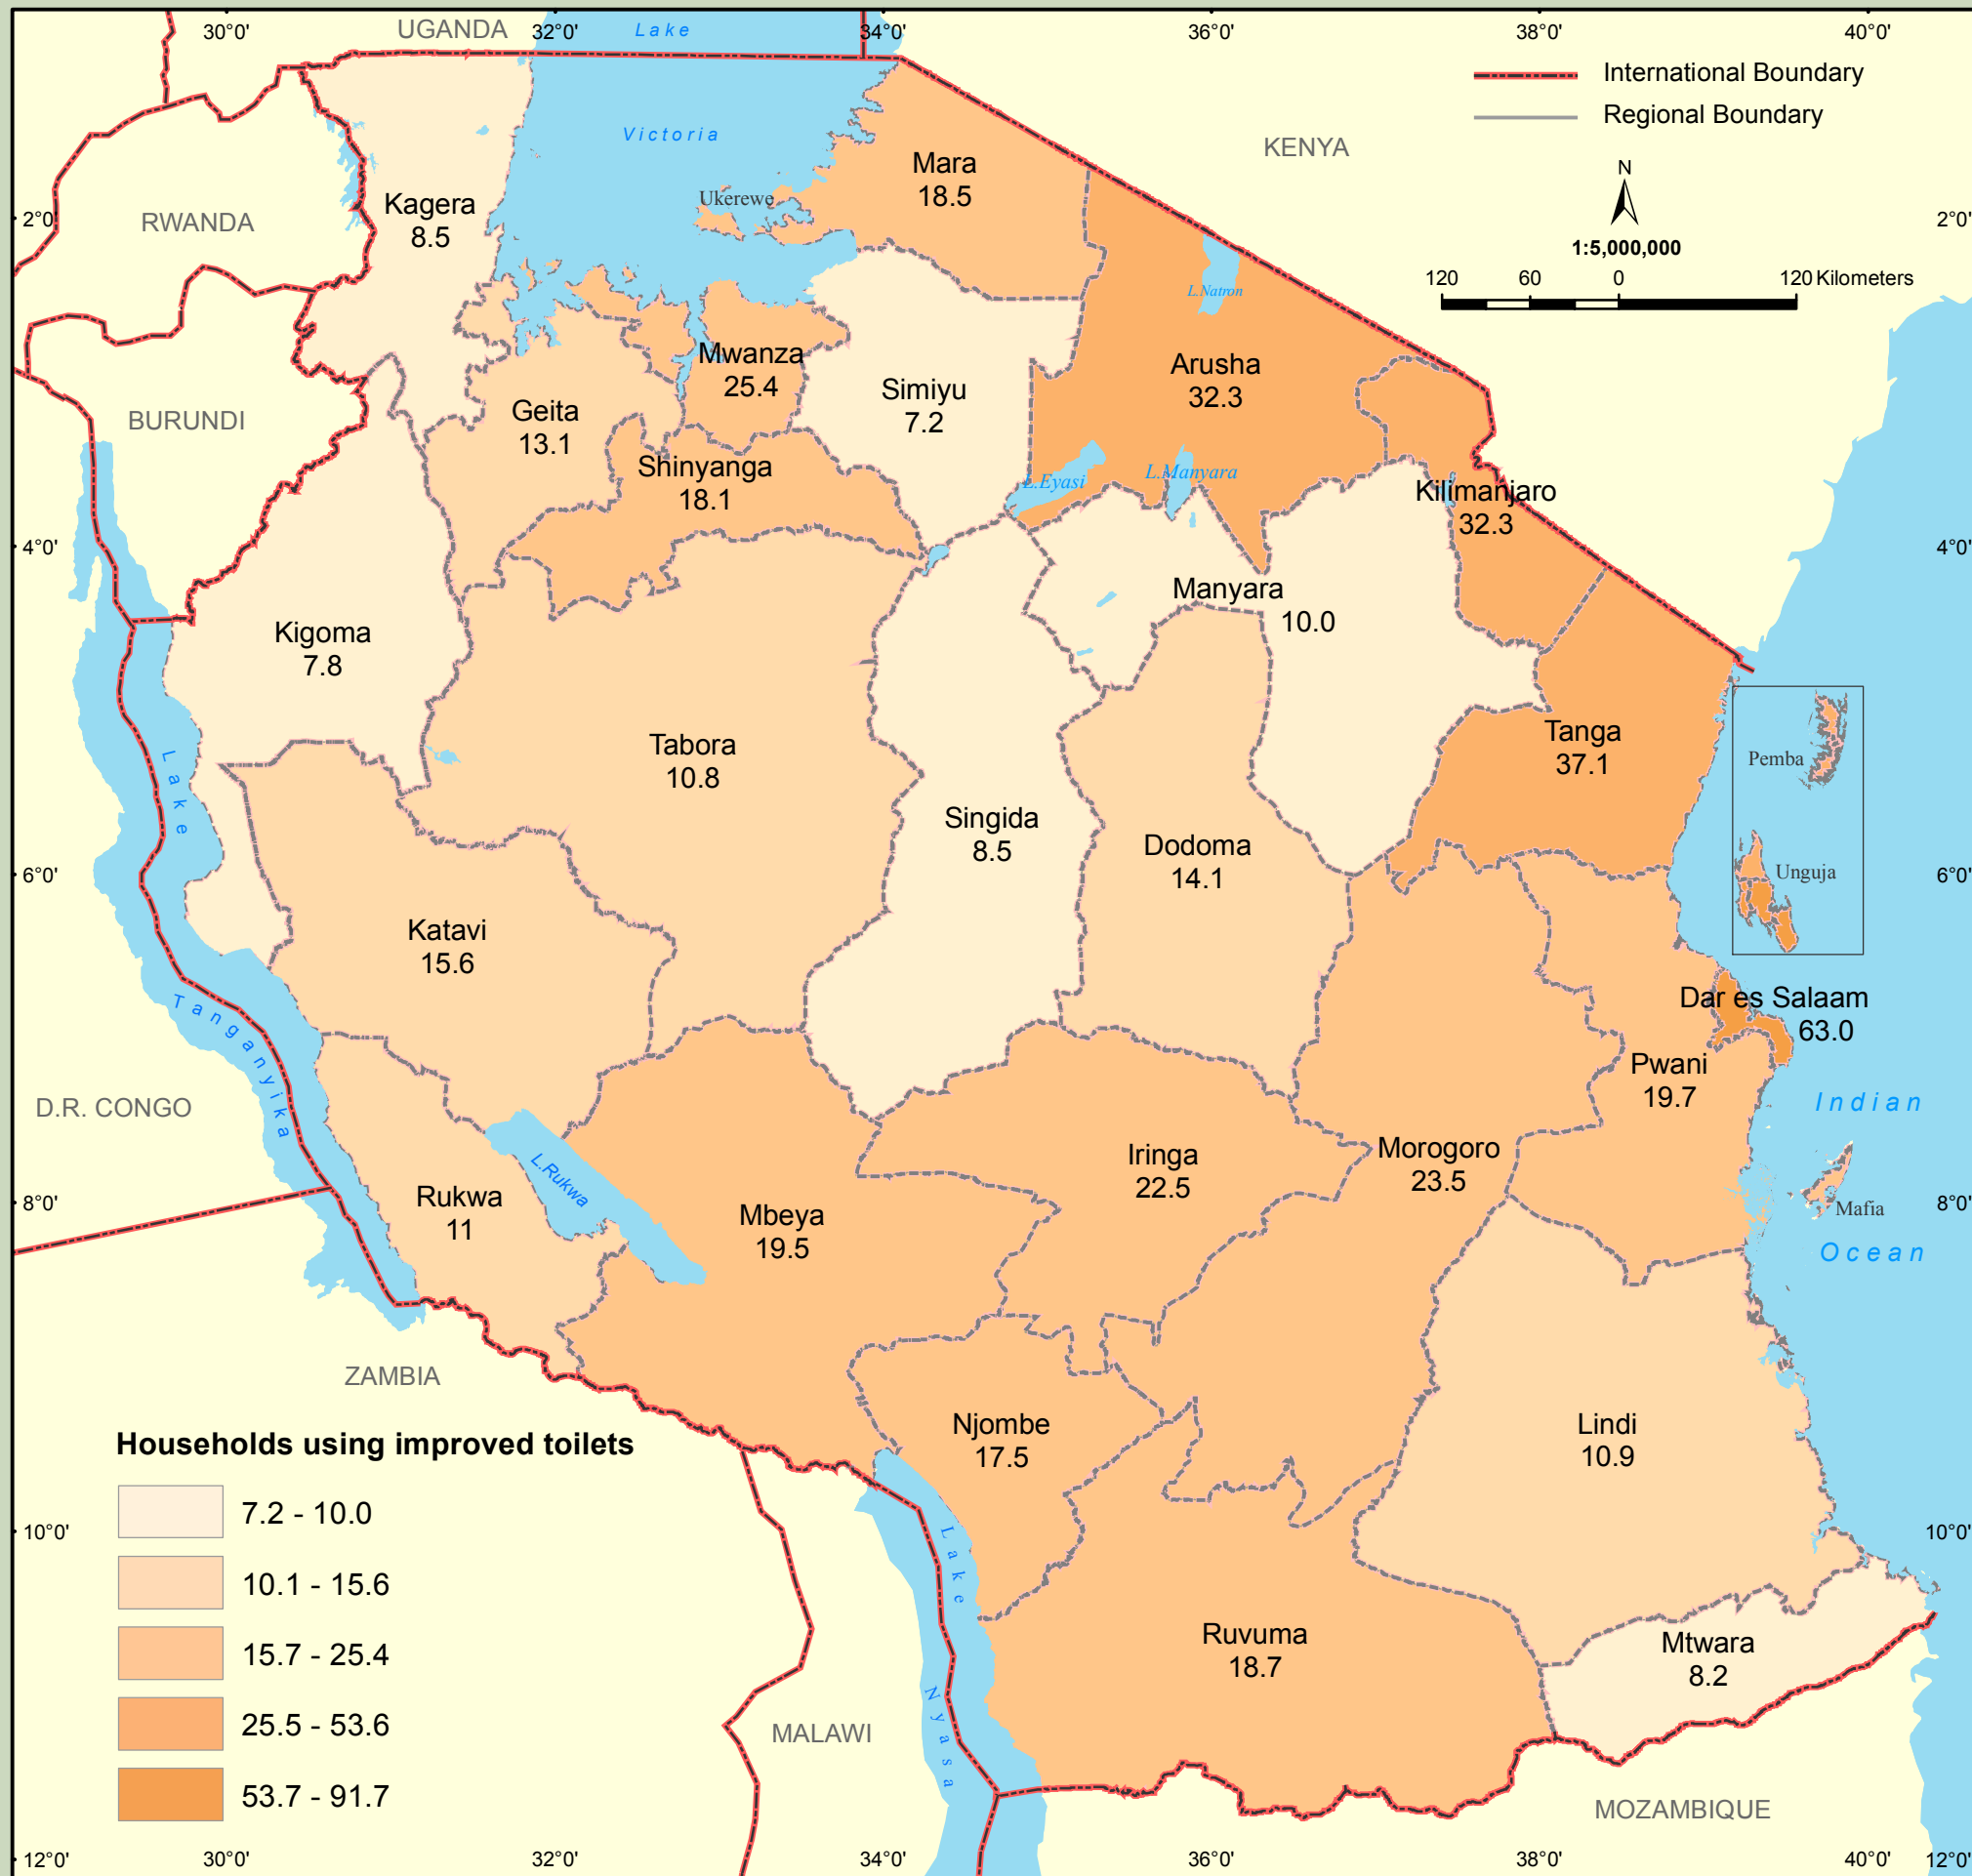 30°0'
UGANDA
32°0'
Lake
34°0'
36°0'
38°0'
40°0'
International Boundary
Regional Boundary
KENYA
Victoria
N
1:5,000,000
120 60 0 120 Kilometers
2°0'
2°0'
RWANDA
Kagera
8.5
Ukerewe
Mara
18.5
L.Natron
BURUNDI
Geita
13.1
Mwanza
25.4
Simiyu
7.2
Arusha
32.3
Shinyanga
18.1
L.Eyasi
L.Manyara
Kilimanjaro
32.3
4°0'
4°0'
Kigoma
7.8
Manyara
10.0
Tabora
10.8
Tanga
37.1
Pemba
Lake
Singida
8.5
Dodoma
14.1
Unguja
6°0'
6°0'
Katavi
15.6
Tanganyika
Dar es Salaam
63.0
Pwani
19.7
D.R. CONGO
Indian
Ocean
Iringa
22.5
Morogoro
23.5
Rukwa
11
L.Rukwa
Mbeya
19.5
Mafia
8°0'
8°0'
ZAMBIA
Njombe
17.5
Lindi
10.9
Households using improved toilets
7.2 - 10.0
10.1 - 15.6
15.7 - 25.4
25.5 - 53.6
53.7 - 91.7
10°0'
10°0'
Lake
Nyasa
Ruvuma
18.7
Mtwara
8.2
MALAWI
MOZAMBIQUE
12°0'
30°0'
32°0'
34°0'
36°0'
38°0'
40°0'
12°0'